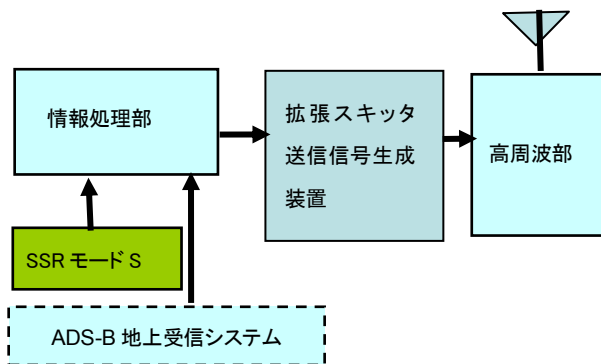 情報処理部
拡張スキッタ
送信信号生成
装置
高周波部
SSR モード S
ADS-B 地上受信システム